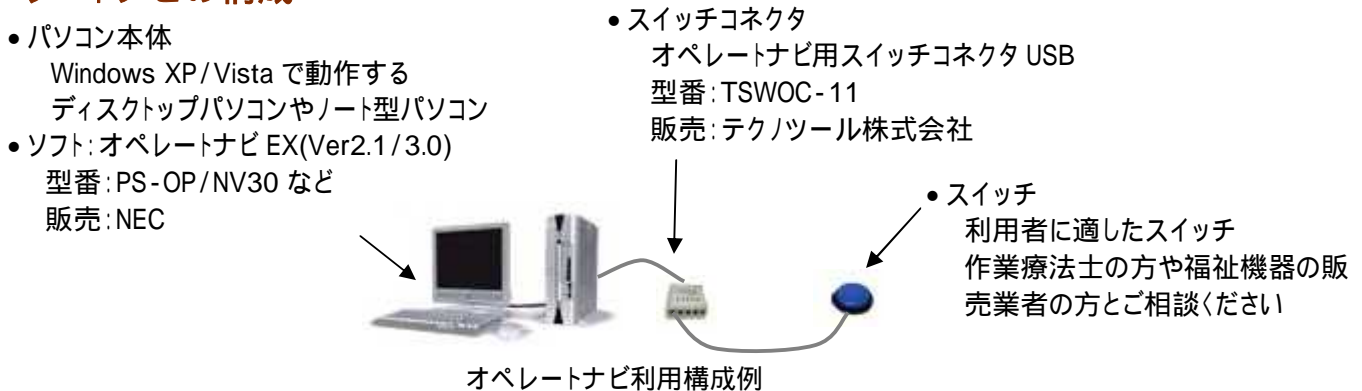 • パソコン本体
Windows XP/Vista で動作する
ディスクトップパソコンやノート型パソコン
• ソフト:オペレートナビ EX(Ver2.1/3.0)
型番:PS-OP/NV30 など
販売:NEC
• スイッチコネクタ
オペレートナビ用スイッチコネクタ USB
型番:TSWOC-11
販売:テクノツール株式会社
• スイッチ
利用者に適したスイッチ
作業療法士の方や福祉機器の販
売業者の方とご相談ください
オペレートナビ利用構成例